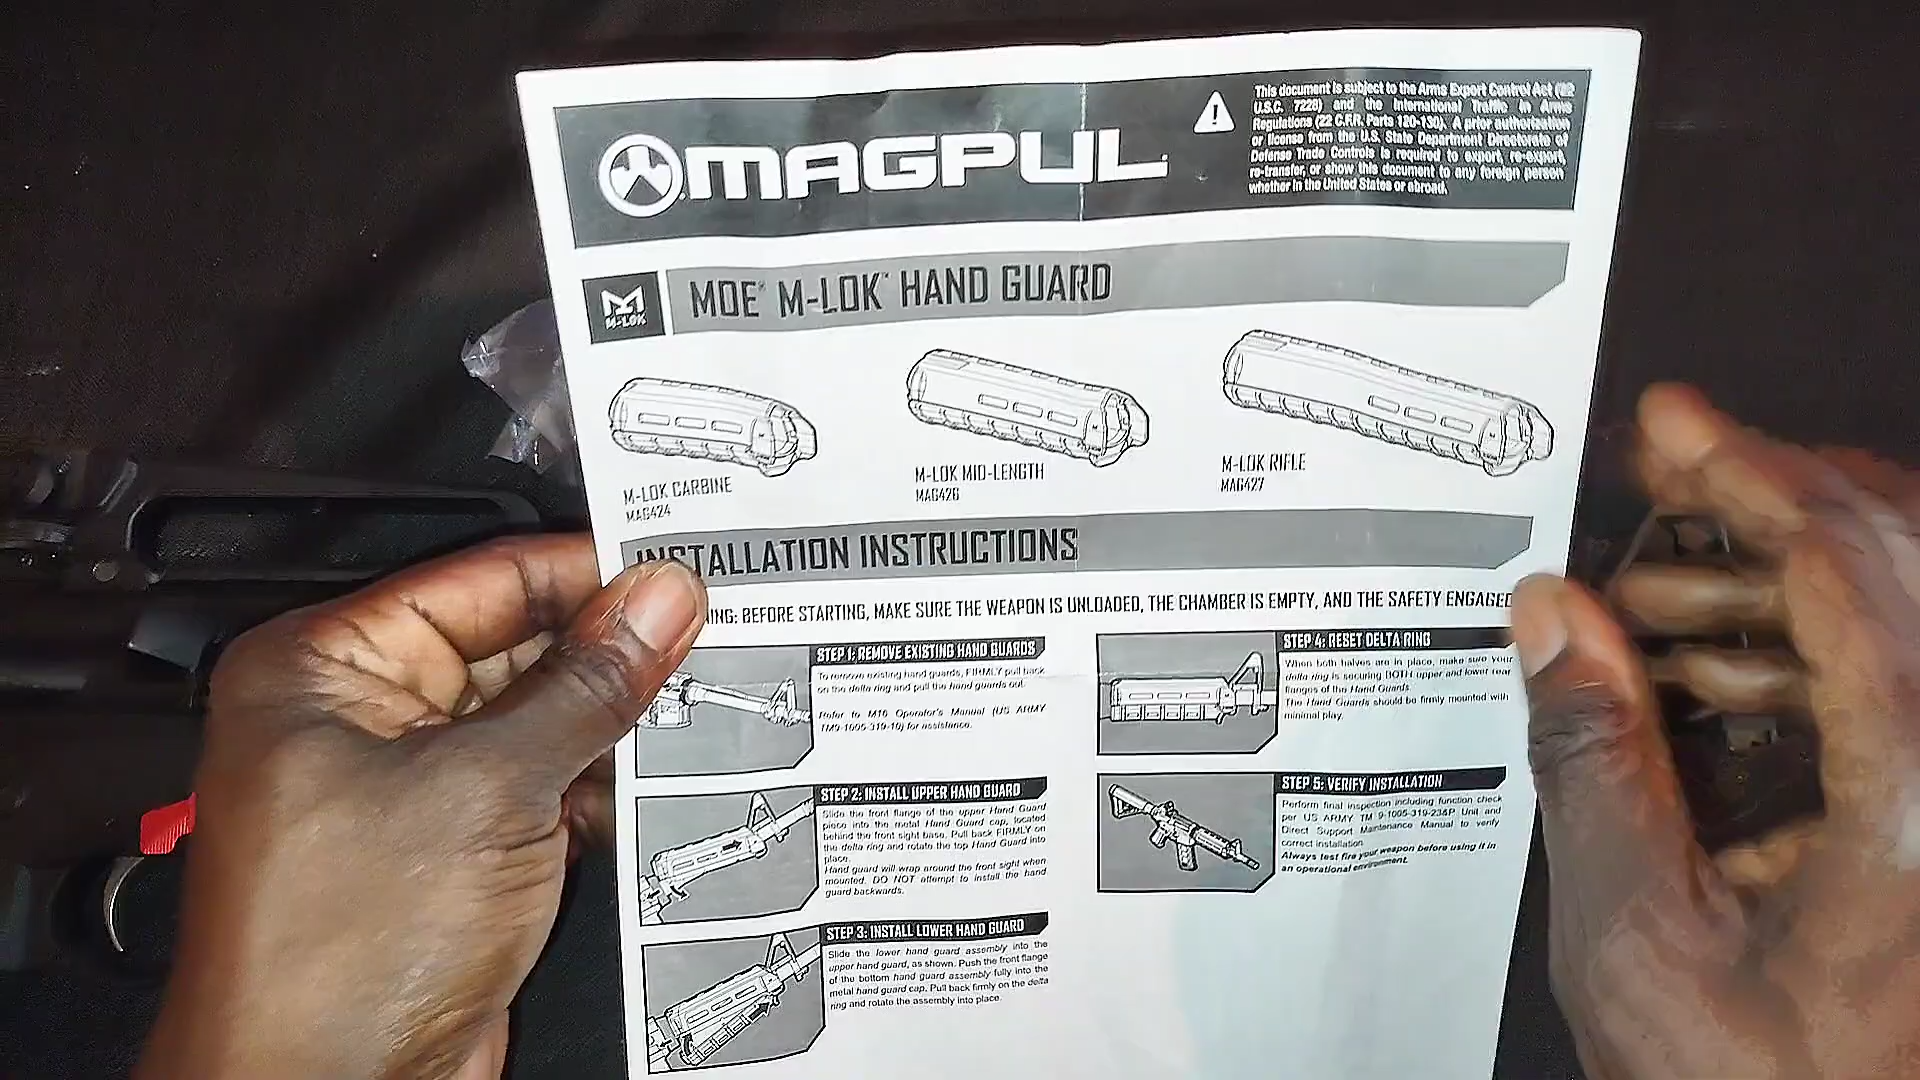 MAGPUL
This document is subject to the Arms Export Control Act (22
U.S.C. 7228) and the International Traffic in Arms
Regulations (22 C.F.R. Parts 120-130). A prior authorization
or license from the U.S. State Department Directorate of
Defense Trade Controls is required to export, re-export,
re-transfer, or show this document to any foreign person
whether in the United States or abroad.
M-LOK
MOE® M-LOK™ HAND GUARD
M-LOK CARBINE
MAG424
M-LOK MID-LENGTH
MAG426
M-LOK RIFLE
MAG427
INSTALLATION INSTRUCTIONS
NING: BEFORE STARTING, MAKE SURE THE WEAPON IS UNLOADED, THE CHAMBER IS EMPTY, AND THE SAFETY ENGAGED
STEP 1: REMOVE EXISTING HAND GUARDS
To remove existing hand guards, FIRMLY pull back
on the delta ring and pull the hand guards out.
Refer to M16 Operator's Manual (US ARMY
TM9-1005-319-10) for assistance.
STEP 2: INSTALL UPPER HAND GUARD
Slide the front flange of the upper Hand Guard
piece into the metal Hand Guard cap, located
behind the front sight base. Pull back FIRMLY on
the delta ring and rotate the top Hand Guard into
place.
Hand guard will wrap around the front sight when
mounted. DO NOT attempt to install the hand
guard backwards.
STEP 3: INSTALL LOWER HAND GUARD
Slide the lower hand guard assembly into the
upper hand guard, as shown. Push the front flange
of the bottom hand guard assembly fully into the
metal hand guard cap. Pull back firmly on the delta
ring and rotate the assembly into place.
STEP 4: RESET DELTA RING
When both halves are in place, make sure your
delta ring is securing BOTH upper and lower rear
flanges of the Hand Guards.
The Hand Guards should be firmly mounted with
minimal play.
STEP 5: VERIFY INSTALLATION
Perform final inspection including function check
per US ARMY TM 9-1005-319-23&P Unit and
Direct Support Maintenance Manual to verify
correct installation
Always test fire your weapon before using it in
an operational environment.